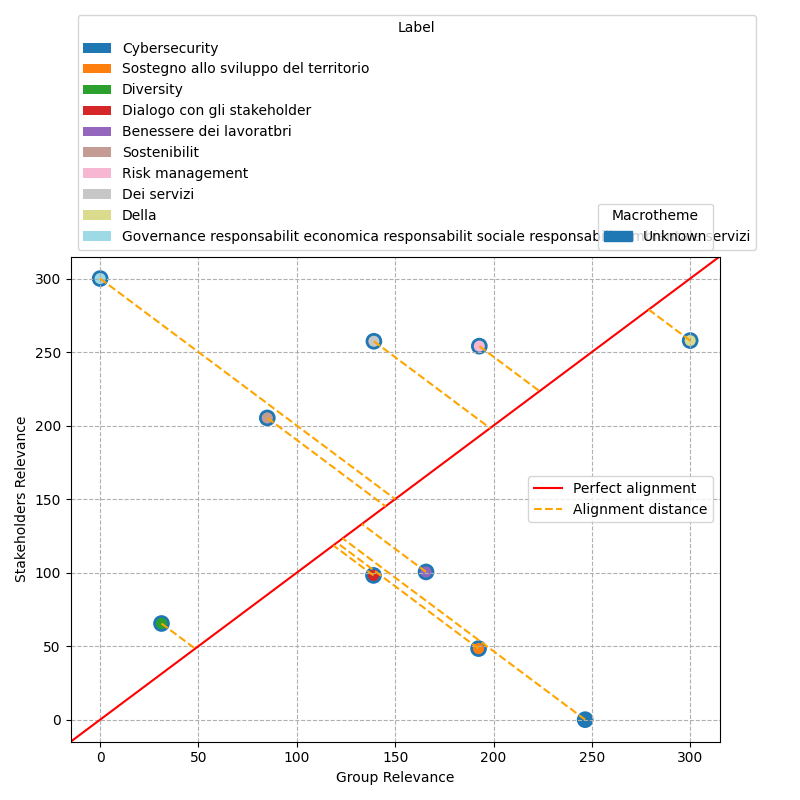 Label
Cybersecurity
Sostegno allo sviluppo del territorio
Diversity
Dialogo con gli stakeholder
Benessere dei lavoratbri
Sostenibilit
Risk management
Dei servizi
Della
Governance responsabilit economica responsabilit sociale responsabilit servizi
Macrotheme
Unknown
300
250
200
150
100
50
0
Stakeholders Relevance
Perfect alignment
Alignment distance
0 50 100 150 200 250 300
Group Relevance